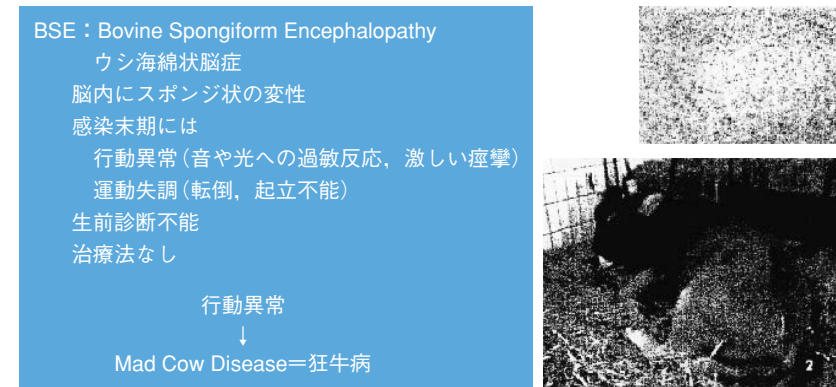 BSE：Bovine Spongiform Encephalopathy
ウシ海綿状脳症
脳内にスポンジ状の変性
感染末期には
行動異常（音や光への過敏反応，激しい痙攣）
運動失調（転倒，起立不能）
生前診断不能
治療法なし
行動異常
↓
Mad Cow Disease＝狂牛病
2